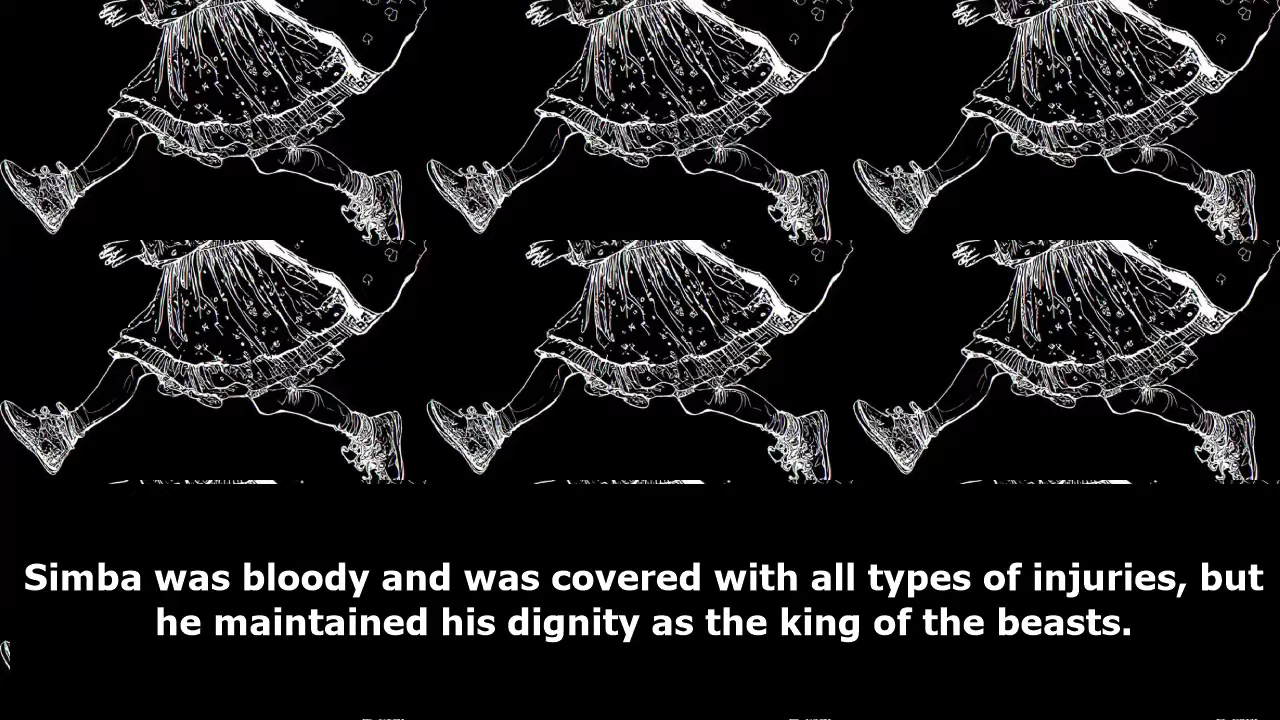 Simba was bloody and was covered with all types of injuries, but
he maintained his dignity as the king of the beasts.